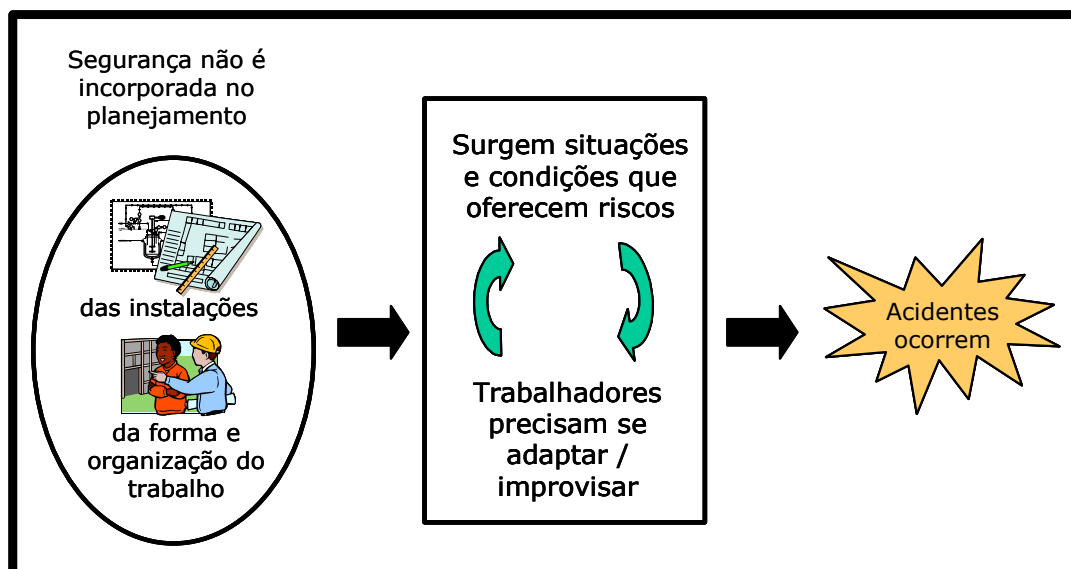 Segurança não é
incorporada no
planejamento
das instalações
da forma e
organização do
trabalho
Surgem situações
e condições que
oferecem riscos
Trabalhadores
precisam se
adaptar /
improvisar
Acidentes
ocorrem